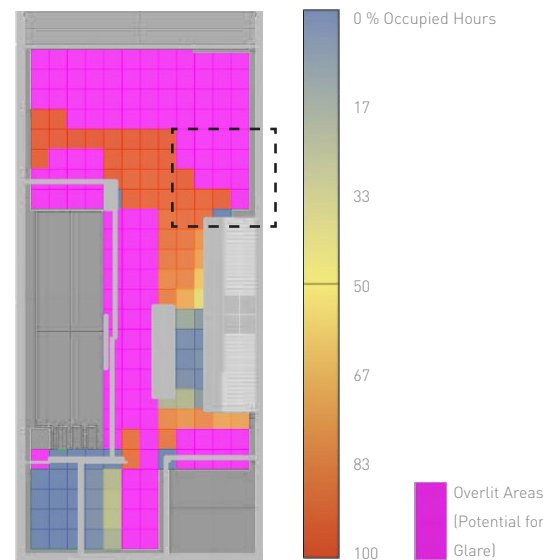 0 % Occupied Hours
17
33
50
67
83
100
Overlit Areas
(Potential for
Glare)